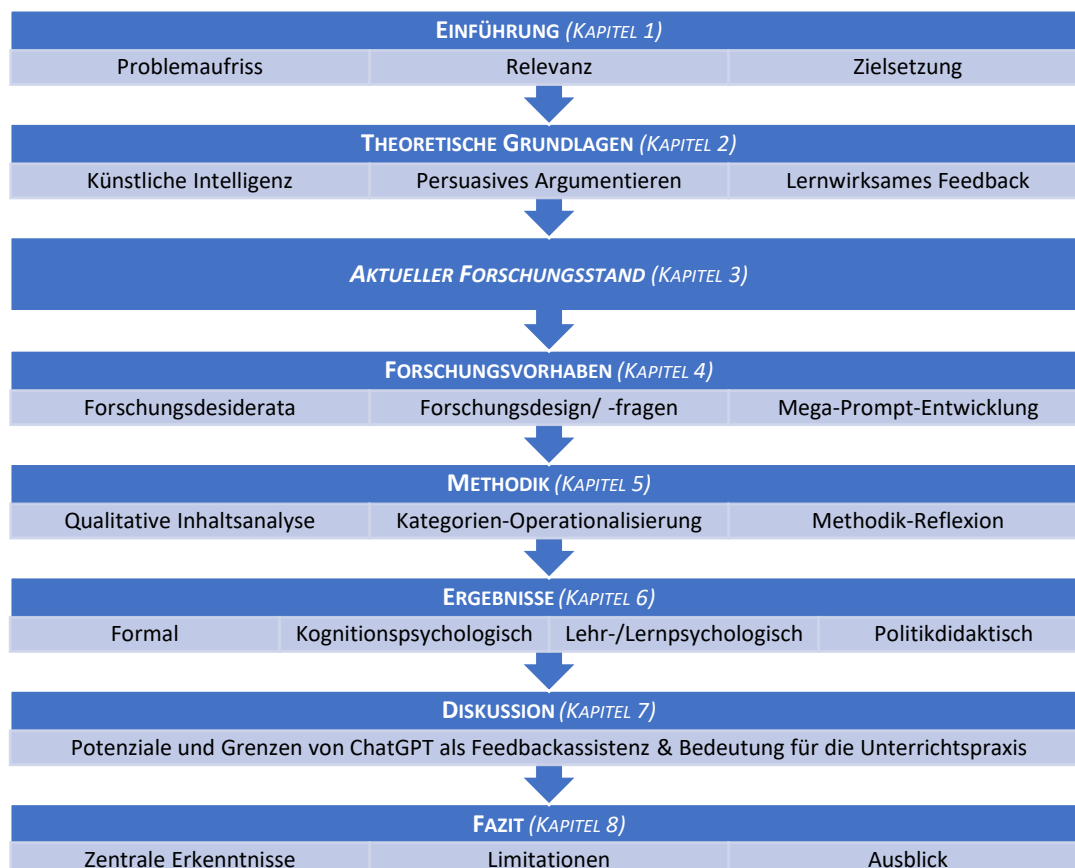 EINFÜHRUNG (KAPITEL 1)
Problemaufriss Relevanz Zielsetzung
THEORETISCHE GRUNDLAGEN (KAPITEL 2)
Künstliche Intelligenz Persuasives Argumentieren Lernwirksames Feedback
AKTUELLER FORSCHUNGSSTAND (KAPITEL 3)
FORSCHUNGSVORHABEN (KAPITEL 4)
Forschungsdesiderata Forschungsdesign/ -fragen Mega-Prompt-Entwicklung
METHODIK (KAPITEL 5)
Qualitative Inhaltsanalyse Kategorien-Operationalisierung Methodik-Reflexion
ERGEBNISSE (KAPITEL 6)
Formal Kognitionspsychologisch Lehr-/Lernpsychologisch Politikdidaktisch
DISKUSSION (KAPITEL 7)
Potenziale und Grenzen von ChatGPT als Feedbackassistenz & Bedeutung für die Unterrichtspraxis
FAZIT (KAPITEL 8)
Zentrale Erkenntnisse Limitationen Ausblick